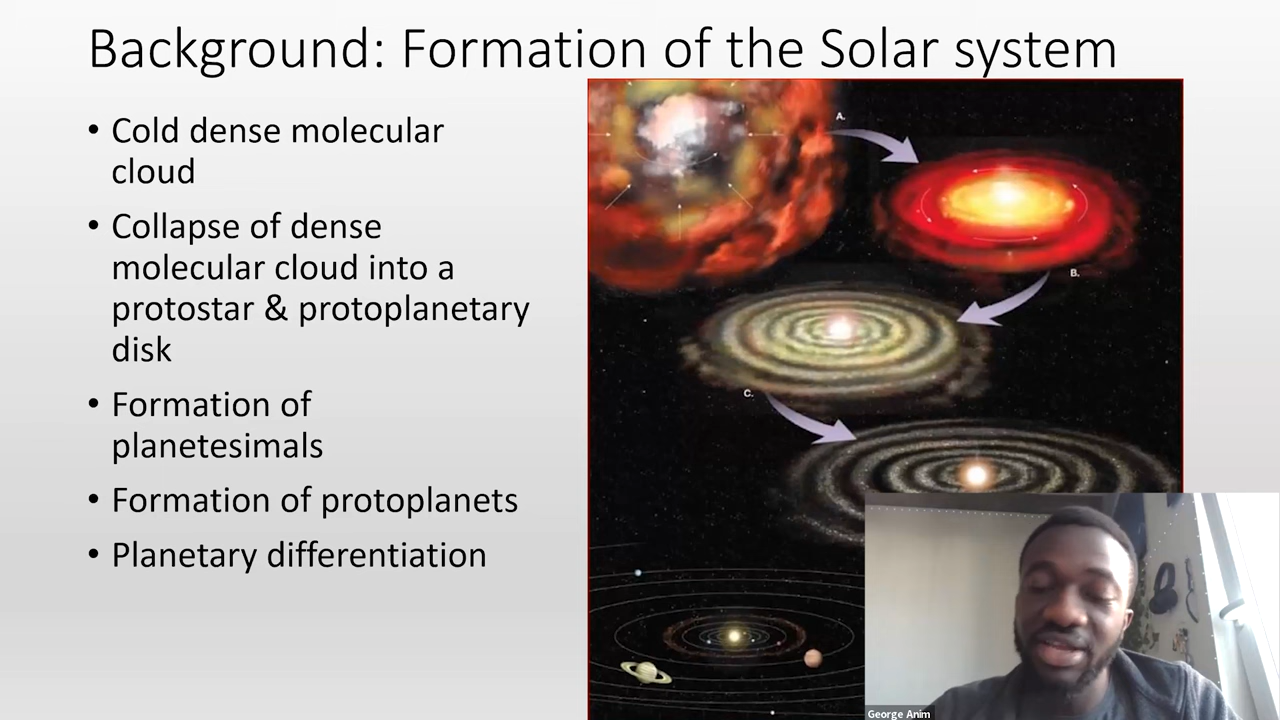 Background: Formation of the Solar system
• Cold dense molecular
cloud
• Collapse of dense
molecular cloud into a
protostar & protoplanetary
disk
• Formation of
planetesimals
• Formation of protoplanets
• Planetary differentiation
A.
B.
C.
George Anim